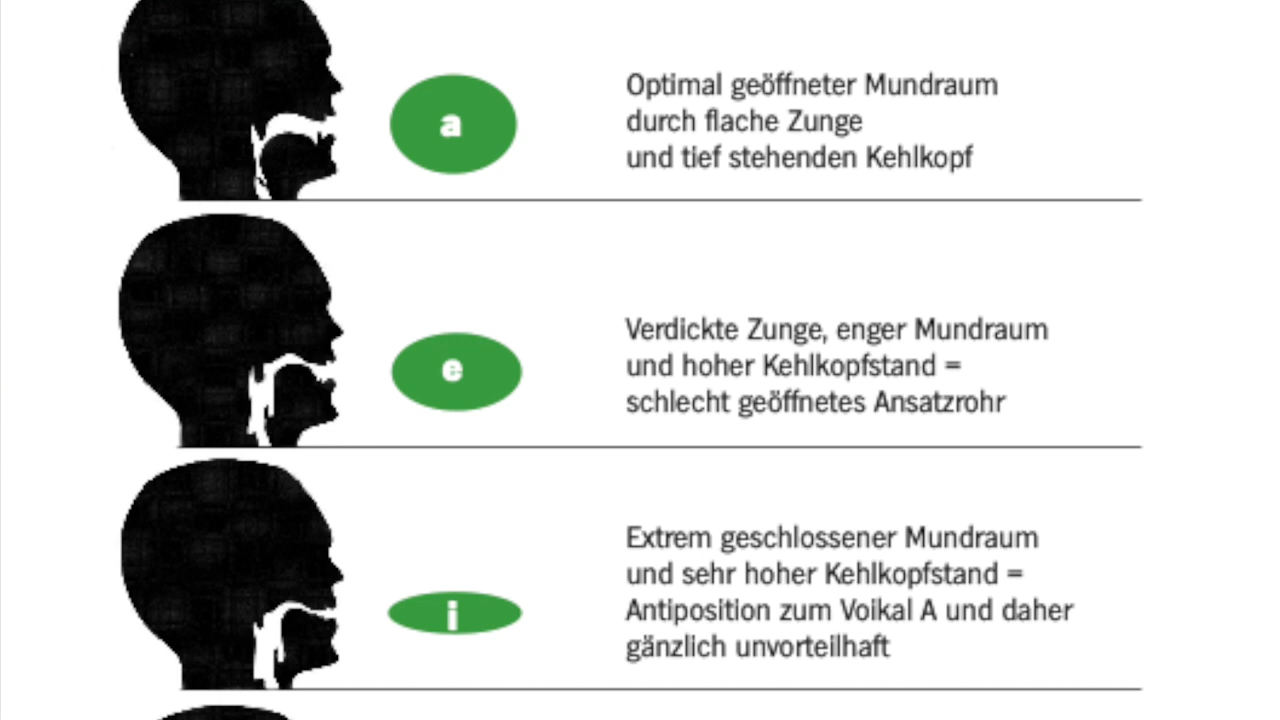 a
Optimal geöffneter Mundraum
durch flache Zunge
und tief stehenden Kehlkopf
e
Verdickte Zunge, enger Mundraum
und hoher Kehlkopfstand =
schlecht geöffnetes Ansatzrohr
i
Extrem geschlossener Mundraum
und sehr hoher Kehlkopfstand =
Antiposition zum Voikal A und daher
gänzlich unvorteilhaft